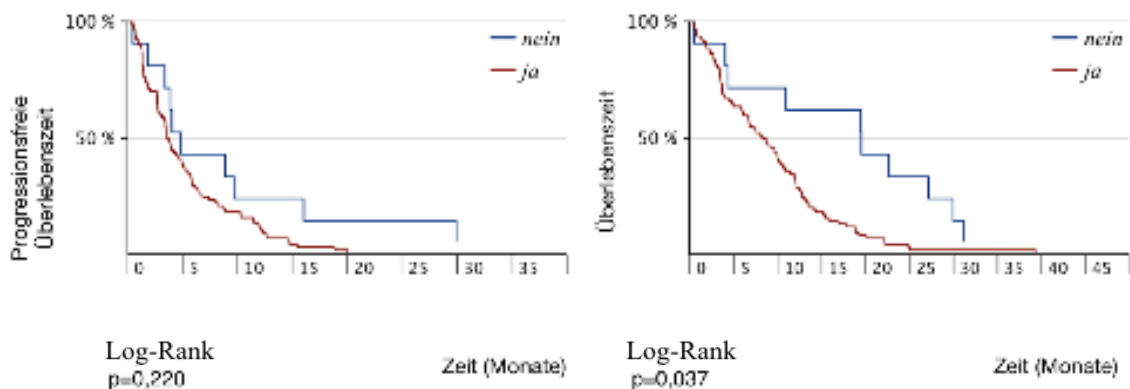 100 %
nein
ja
50 %
Progressionsfreie
Überlebenszeit
0 5 10 15 20 30 35
Log-Rank
p=0,220
Zeit (Monate)
100 %
nein
ja
50 %
Überlebenszeit
0 5 10 15 20 25 30 35 40 45
Log-Rank
p=0,037
Zeit (Monate)